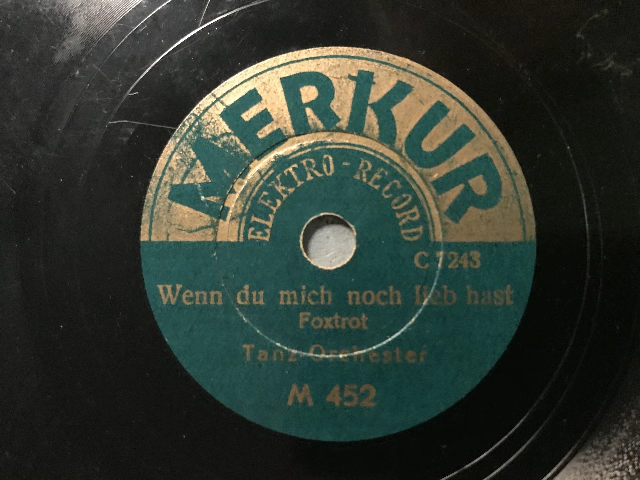 MERKUR
ELEKTRO-RECORD
C 7243
Wenn du mich noch lieb hast
Foxtrot
Tanz-Orchester
M 452